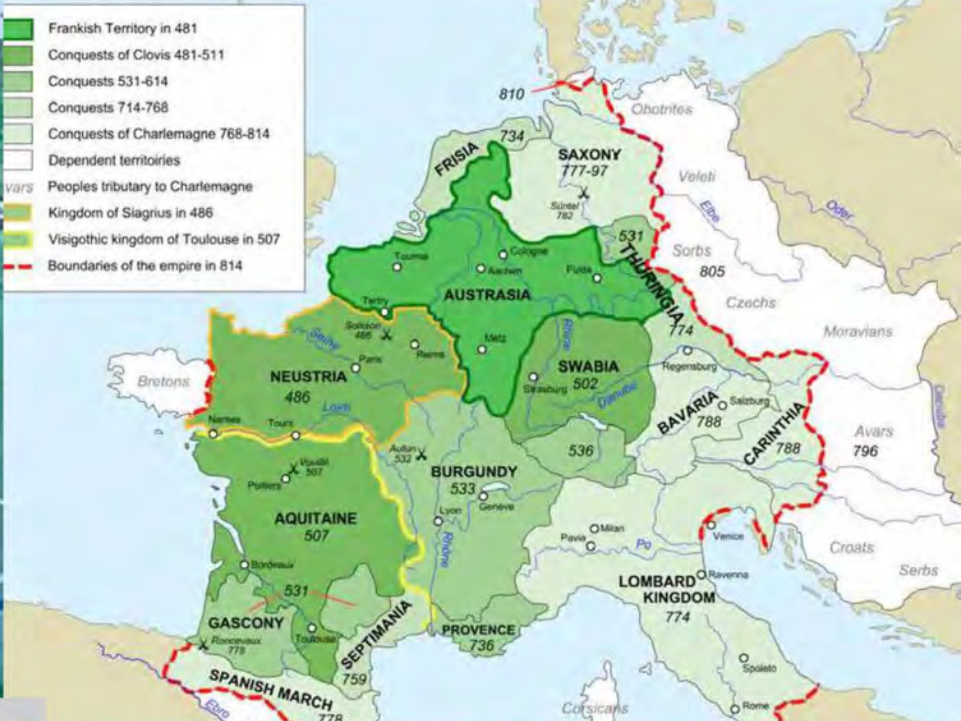 Frankish Territory in 481
Conquests of Clovis 481-511
Conquests 531-614
Conquests 714-768
Conquests of Charlemagne 768-814
Dependent territoiries
vars Peoples tributary to Charlemagne
Kingdom of Siagrius in 486
Visigothic kingdom of Toulouse in 507
Boundaries of the empire in 814
810
Obotrites
734
FRISIA
SAXONY
777-97
Veleti
Süntel
782
Elbe
Oder
531
Sorbs
805
THURINGIA
Tournai
Cologne
Aachen
Fulda
AUSTRASIA
Czechs
Tertry
Soisson
486
Reims
Metz
774
Moravians
Seine
Paris
Rhine
SWABIA
502
Regensburg
Bretons
NEUSTRIA
486
Strasburg
Danube
Salzburg
BAVARIA
788
Danube
Loire
Nantes
Tours
CARINTHIA
788
Avars
796
Autun
532
536
BURGUNDY
533
Vouillé
507
Poitiers
Genève
AQUITAINE
507
Lyon
Milan
Pavia
Po
Venice
Croats
Rhône
Serbs
Bordeaux
LOMBARD
KINGDOM
774
Ravenna
531
GASCONY
Roncevaux
778
Toulouse
SEPTIMANIA
759
PROVENCE
736
Spoleto
SPANISH MARCH
778
Ebro
Corsicans
Rome